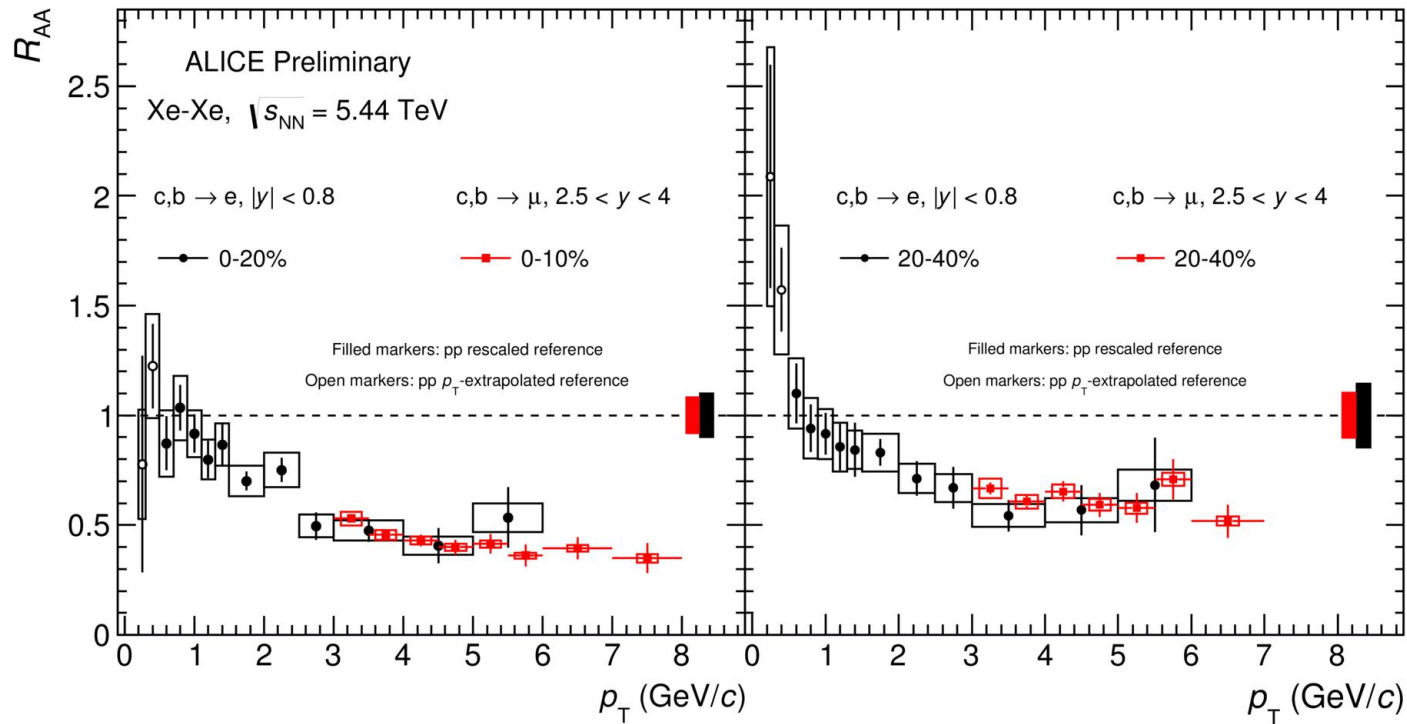 R_AA
ALICE Preliminary
Xe-Xe, √s_NN = 5.44 TeV
c,b → e, |y| < 0.8
c,b → μ, 2.5 < y < 4
0-20%
0-10%
Filled markers: pp rescaled reference
Open markers: pp p_T-extrapolated reference
2.5
2
1.5
1
0.5
0
0 1 2 3 4 5 6 7 8
p_T (GeV/c)
c,b → e, |y| < 0.8
c,b → μ, 2.5 < y < 4
20-40%
20-40%
Filled markers: pp rescaled reference
Open markers: pp p_T-extrapolated reference
1 2 3 4 5 6 7 8
p_T (GeV/c)